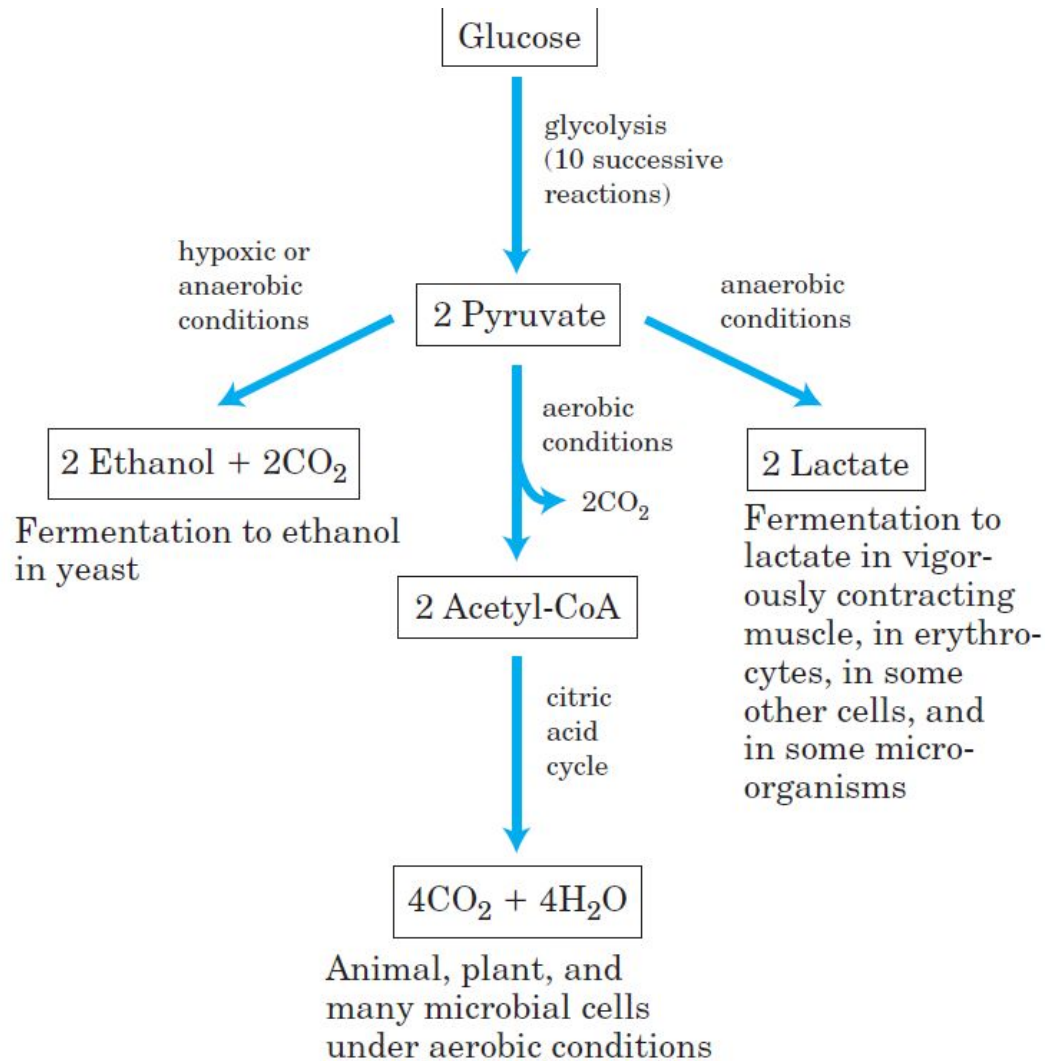 Glucose
glycolysis
(10 successive
reactions)
hypoxic or
anaerobic
conditions
2 Pyruvate
anaerobic
conditions
2 Ethanol + 2CO₂
Fermentation to ethanol
in yeast
aerobic
conditions
2CO₂
2 Lactate
Fermentation to
lactate in vigor-
ously contracting
muscle, in erythro-
cytes, in some
other cells, and
in some micro-
organisms
2 Acetyl-CoA
citric
acid
cycle
4CO₂ + 4H₂O
Animal, plant, and
many microbial cells
under aerobic conditions